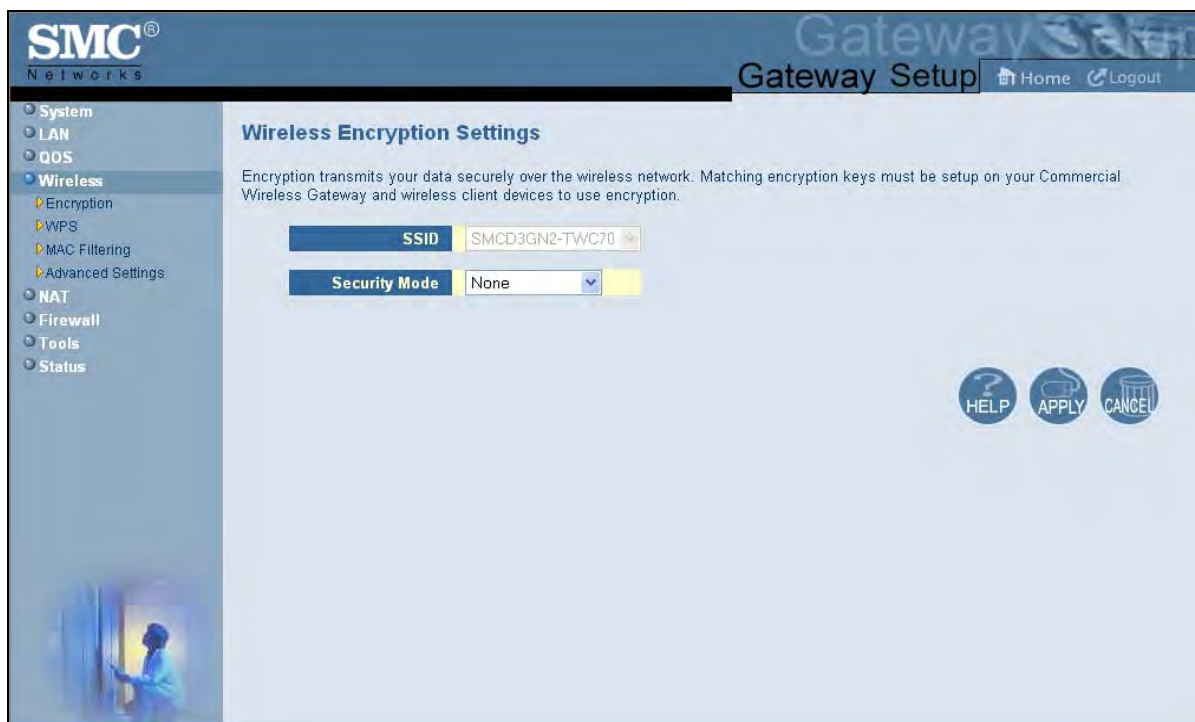 SMC®
Networks
Gateway Setup
Gateway Setup
Home
Logout
System
LAN
QOS
Wireless
Encryption
WPS
MAC Filtering
Advanced Settings
NAT
Firewall
Tools
Status
Wireless Encryption Settings
Encryption transmits your data securely over the wireless network. Matching encryption keys must be setup on your Commercial
Wireless Gateway and wireless client devices to use encryption.
SSID SMCD3GN2-TWC70
Security Mode None
HELP APPLY CANCEL